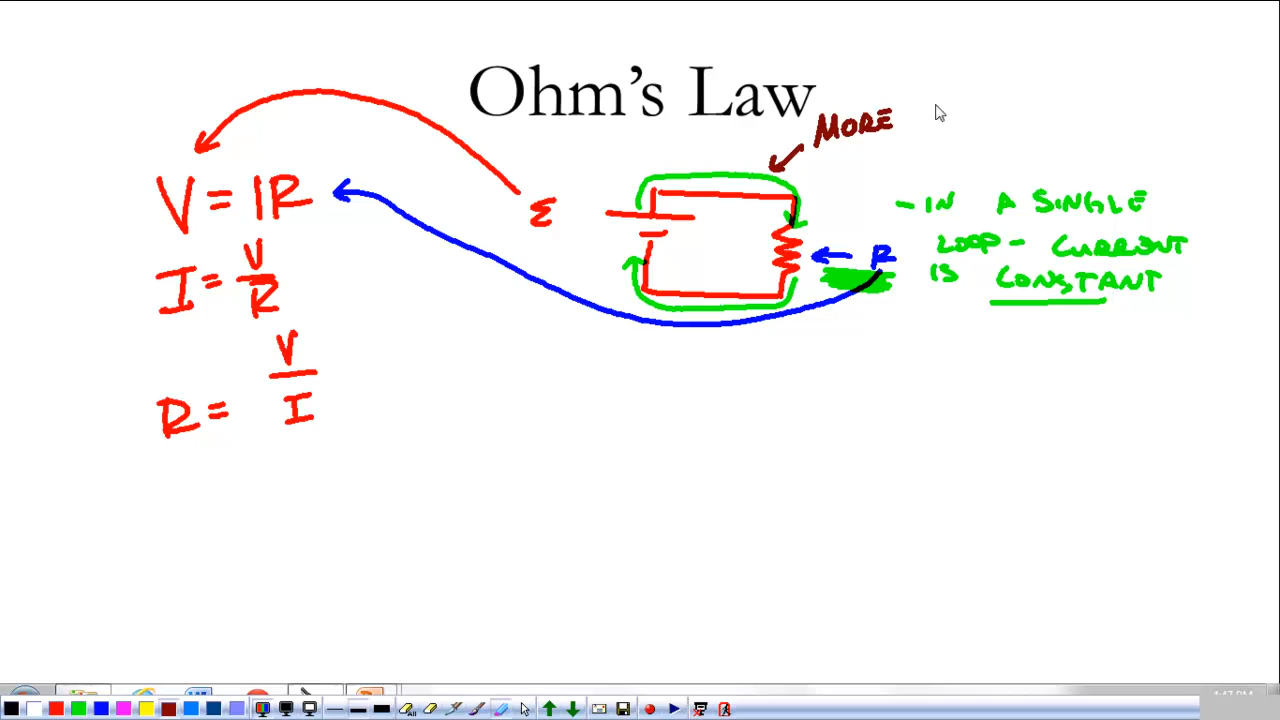 Ohm's Law
MORE
V = IR
ε
- IN A SINGLE
LOOP - CURRENT
IS CONSTANT
R
I = V/R
R = V/I